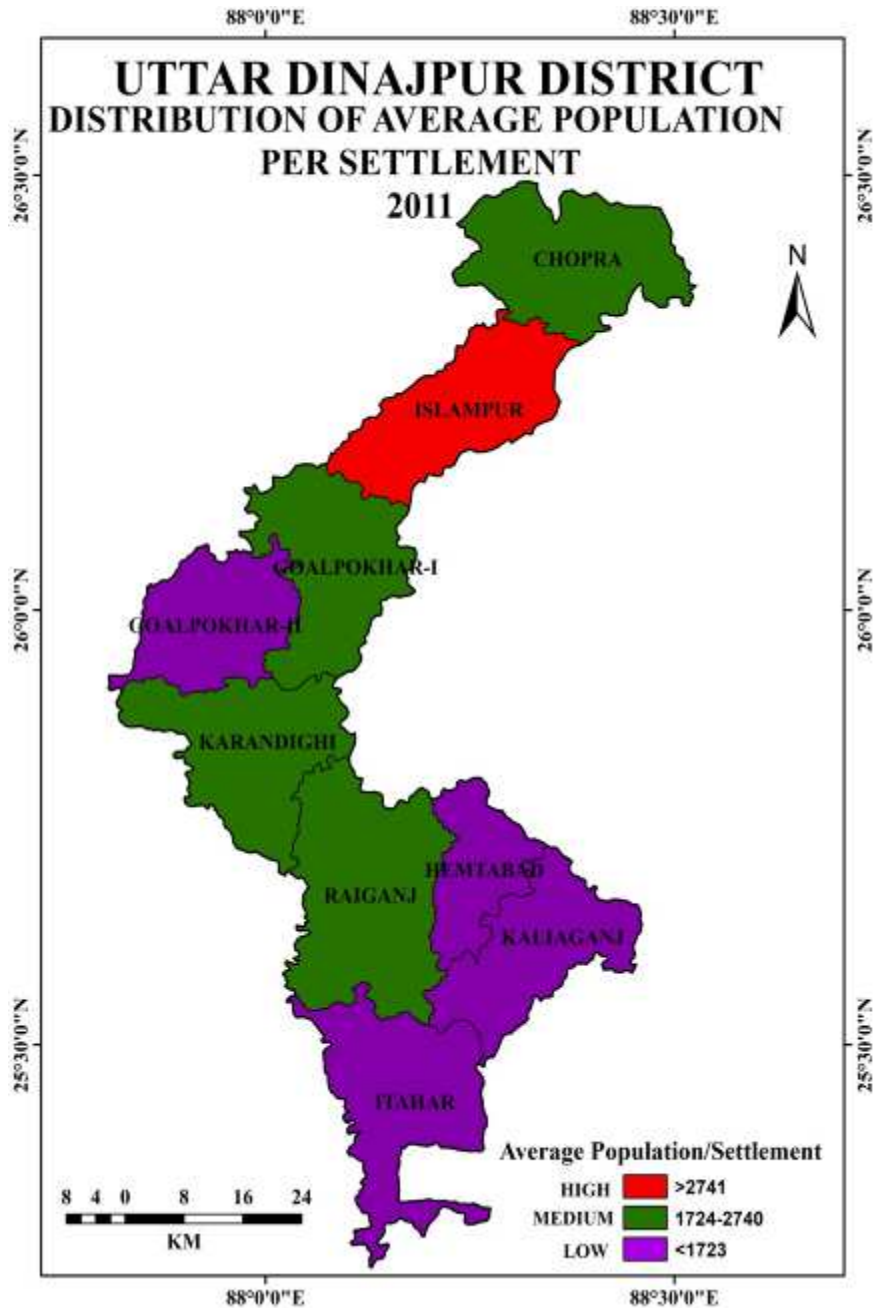 88°0'0"E 88°30'0"E
UTTAR DINAJPUR DISTRICT
DISTRIBUTION OF AVERAGE POPULATION
PER SETTLEMENT
2011
26°30'0"N 26°30'0"N
CHOPRA
N
ISLAMPUR
GOALPOKHAR-I
26°0'0"N 26°0'0"N
GOALPOKHAR-II
KARANDIGHI
HEMTABAD
RAIGANJ
KALIAGANJ
25°30'0"N 25°30'0"N
ITAHAR
Average Population/Settlement
HIGH >2741
MEDIUM 1724-2740
LOW <1723
8 4 0 8 16 24
KM
88°0'0"E 88°30'0"E